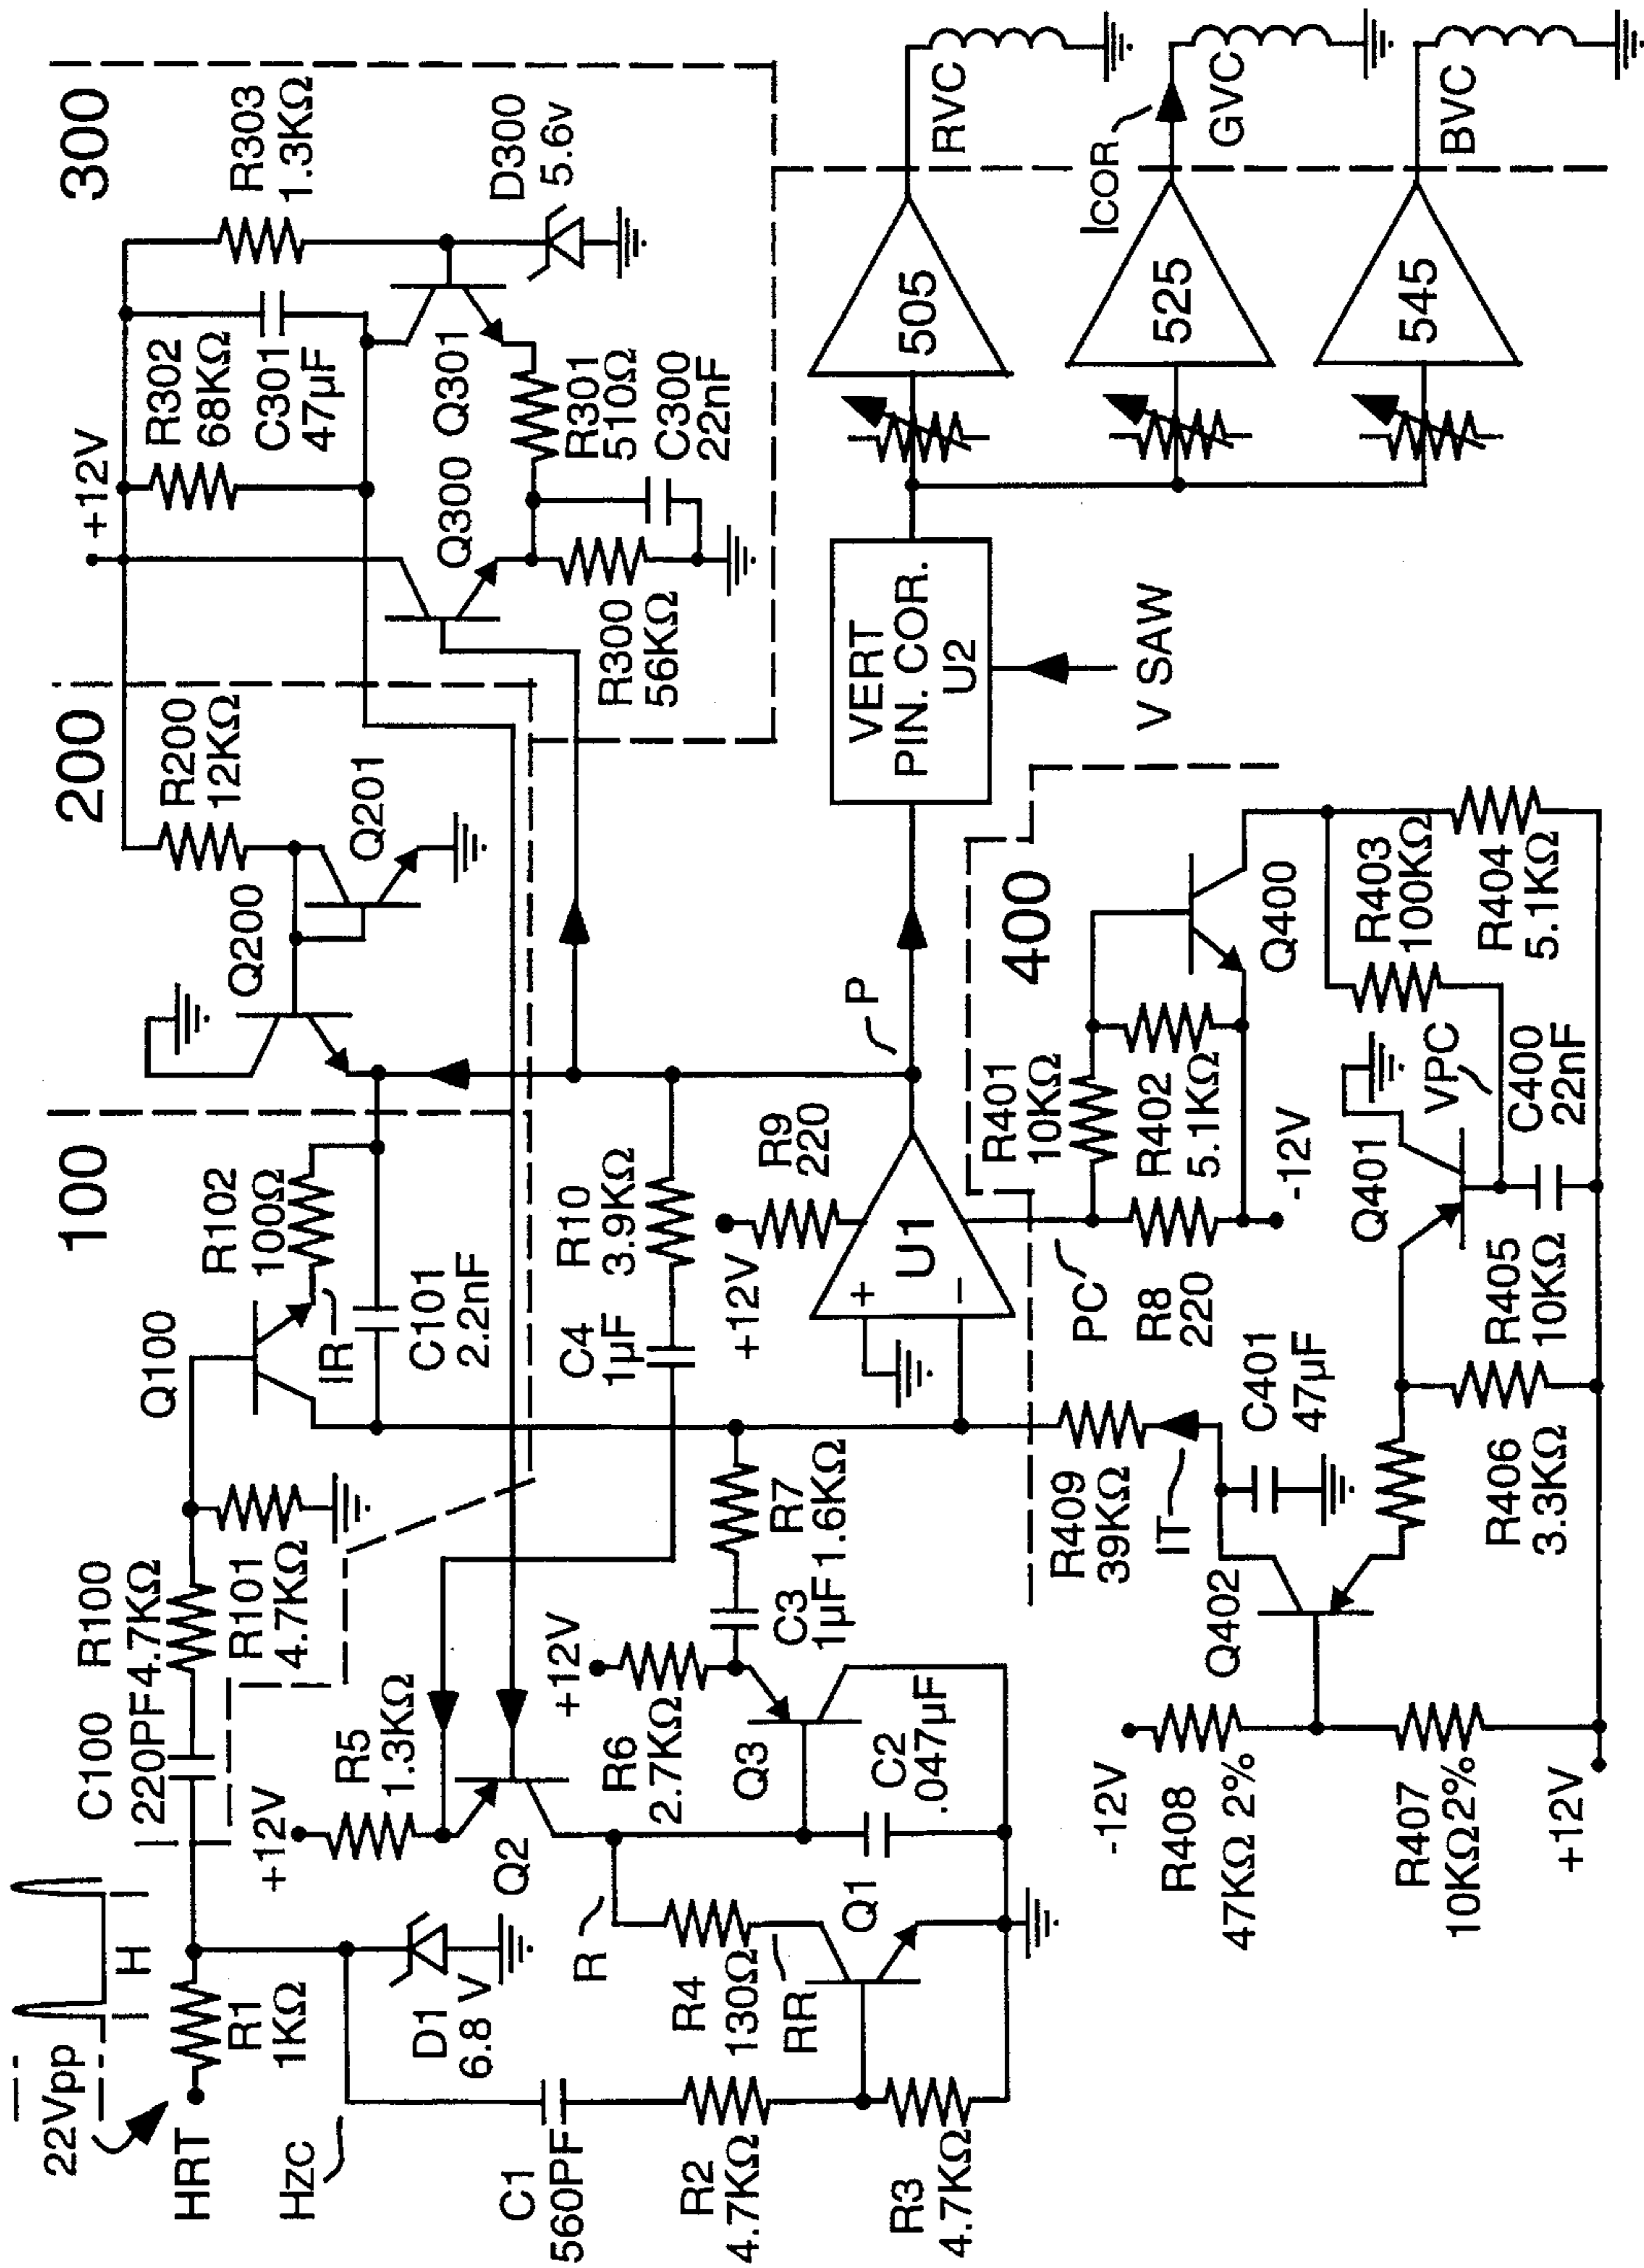 22Vpp
H
HRT
R1
1KΩ
HZC
D1
6.8 V
C1
560PF
R2
4.7KΩ
R3
4.7KΩ
C100
220PF
R100
4.7KΩ
R101
4.7KΩ
100
Q100
R102
100Ω
IR
C101
2.2nF
200
Q200
R200
12KΩ
Q201
300
+12V
R302
68KΩ
C301
47µF
R303
1.3KΩ
Q300
Q301
D300
5.6v
R301
510Ω
C300
22nF
R300
56KΩ
+12V
R5
1.3KΩ
Q2
R
R4
130Ω
RR
Q1
+12V
R6
2.7KΩ
Q3
C2
.047µF
C3
1µF
R7
1.6KΩ
C4
1µF
R10
3.9KΩ
+12V
R9
220
+
U1
–
P
VERT
PIN. COR.
U2
V SAW
505
525
545
RVC
ICOR
GVC
BVC
400
R401
10KΩ
R402
5.1KΩ
Q400
PC
R8
220
-12V
R403
100KΩ
R404
5.1KΩ
VPC
C400
22nF
Q401
R405
10KΩ
R406
3.3KΩ
R409
39KΩ
IT
C401
47µF
Q402
-12V
R408
47KΩ 2%
R407
10KΩ2%
+12V